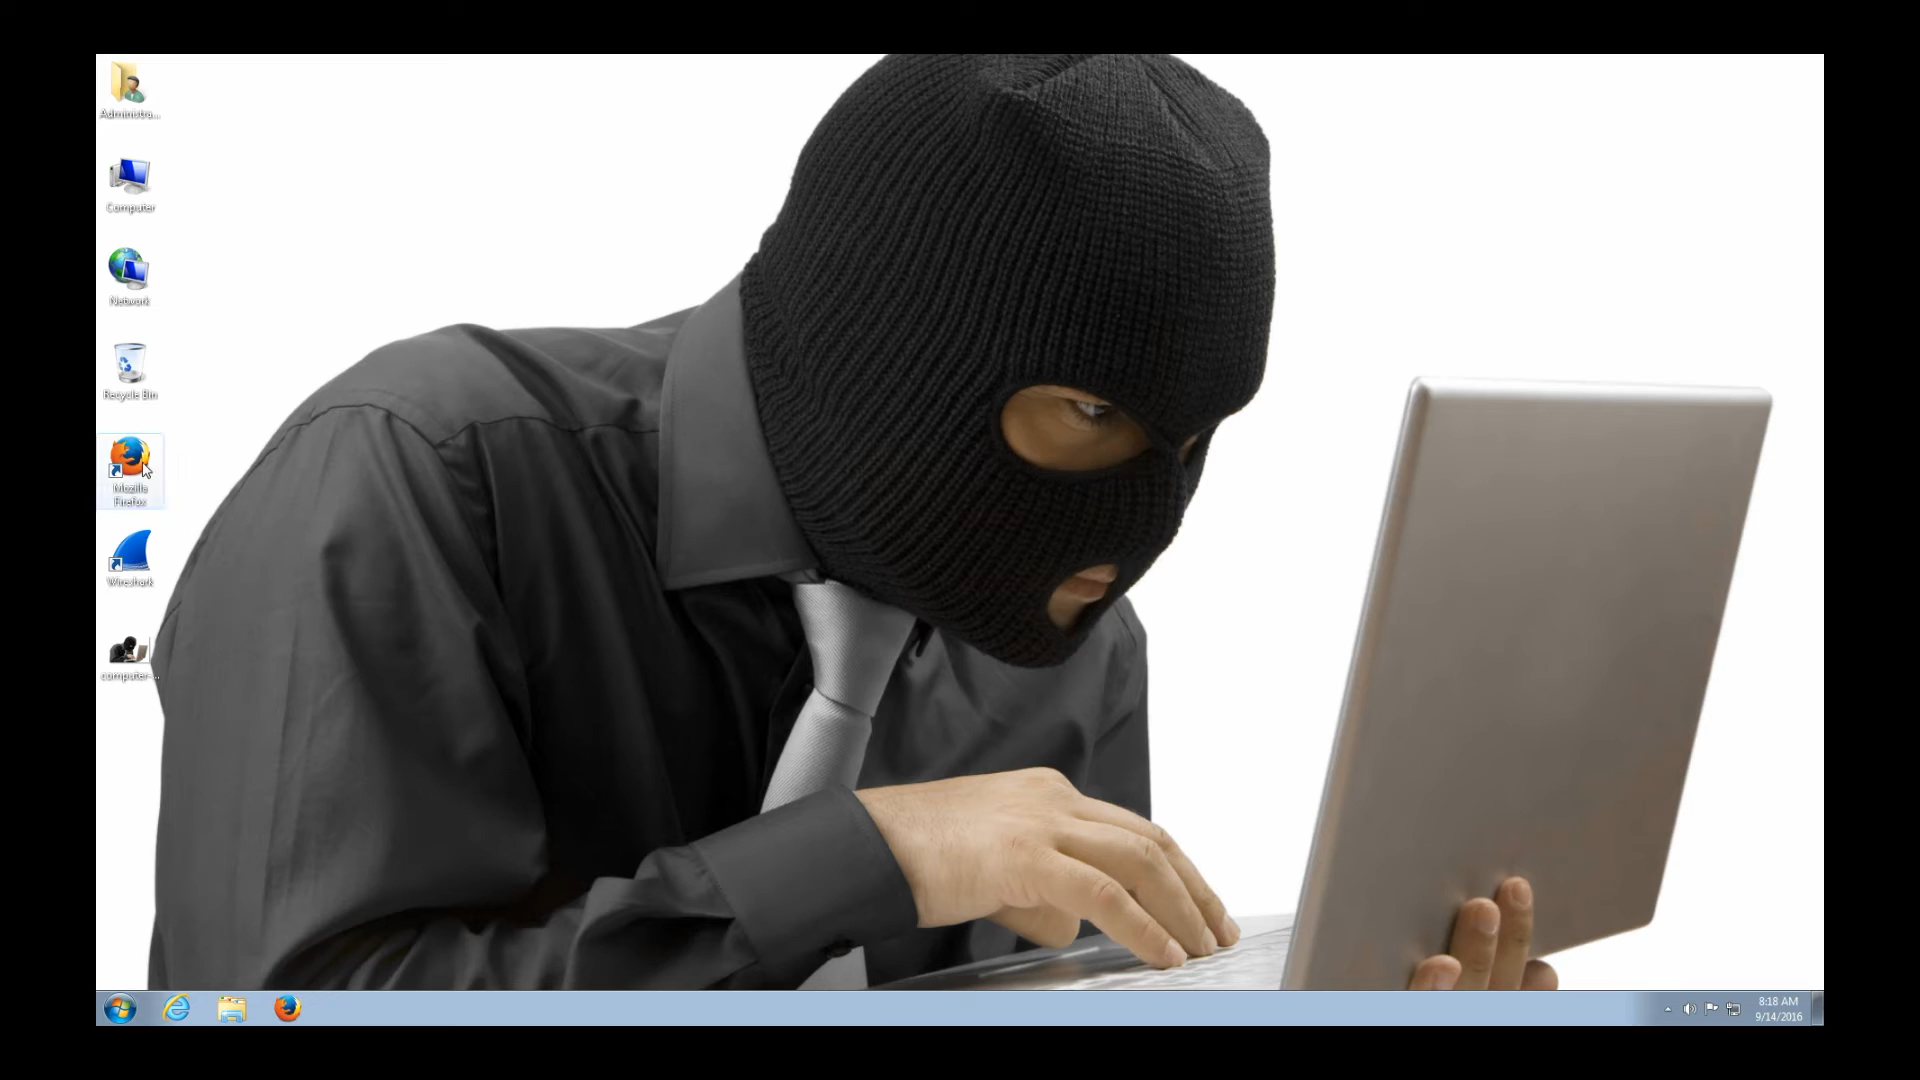 Administra...
Computer
Network
Recycle Bin
Mozilla
Firefox
Wireshark
computer-...
8:18 AM
9/14/2016